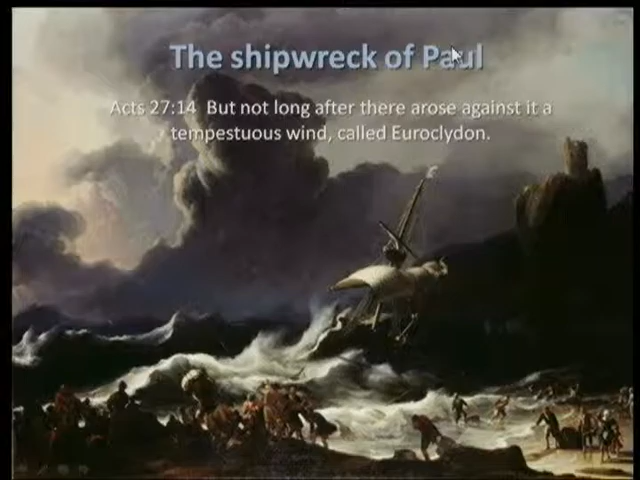 The shipwreck of Paul
Acts 27:14 But not long after there arose against it a
tempestuous wind, called Euroclydon.